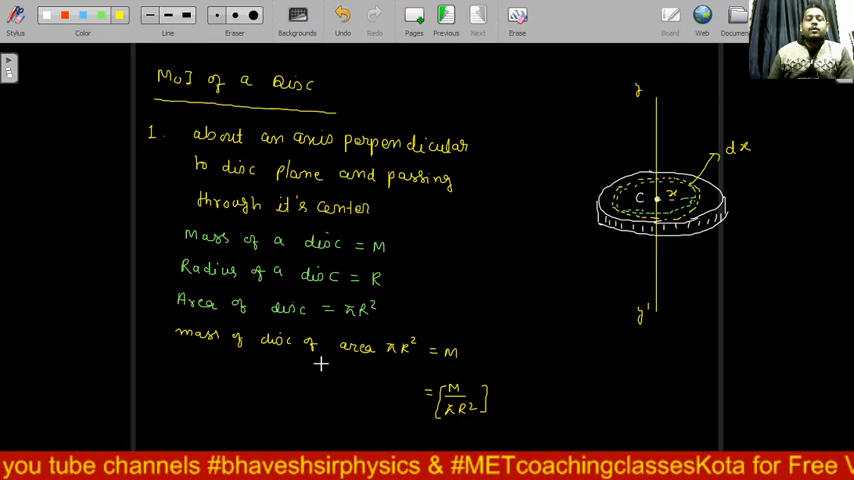 Stylus
Color
Line
Eraser
Backgrounds
Undo
Redo
Pages
Previous
Next
Erase
Board
Web
Docume
MOI of a Disc
1. about an axis perpendicular
to disc plane and passing
through it's center
Mass of a disc = M
Radius of a disc = R
Area of disc = πR²
mass of disc of area πR² = M
= [M/πR²]
y
dx
C
x
y'
you tube channels #bhaveshsirphysics & #METcoachingclassesKota for Free V